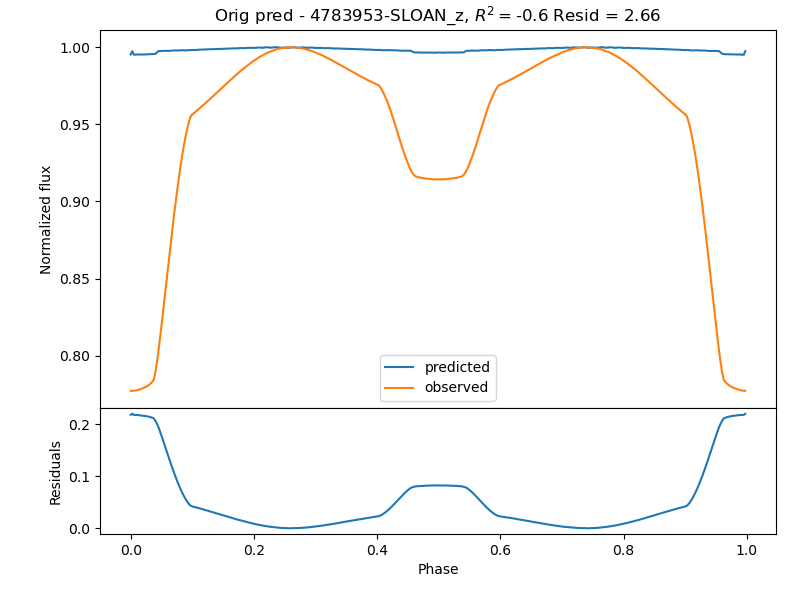 Orig pred - 4783953-SLOAN_z, R² = -0.6 Resid = 2.66
Normalized flux
1.00
0.95
0.90
0.85
0.80
predicted
observed
Residuals
0.2
0.1
0.0
0.0 0.2 0.4 0.6 0.8 1.0
Phase